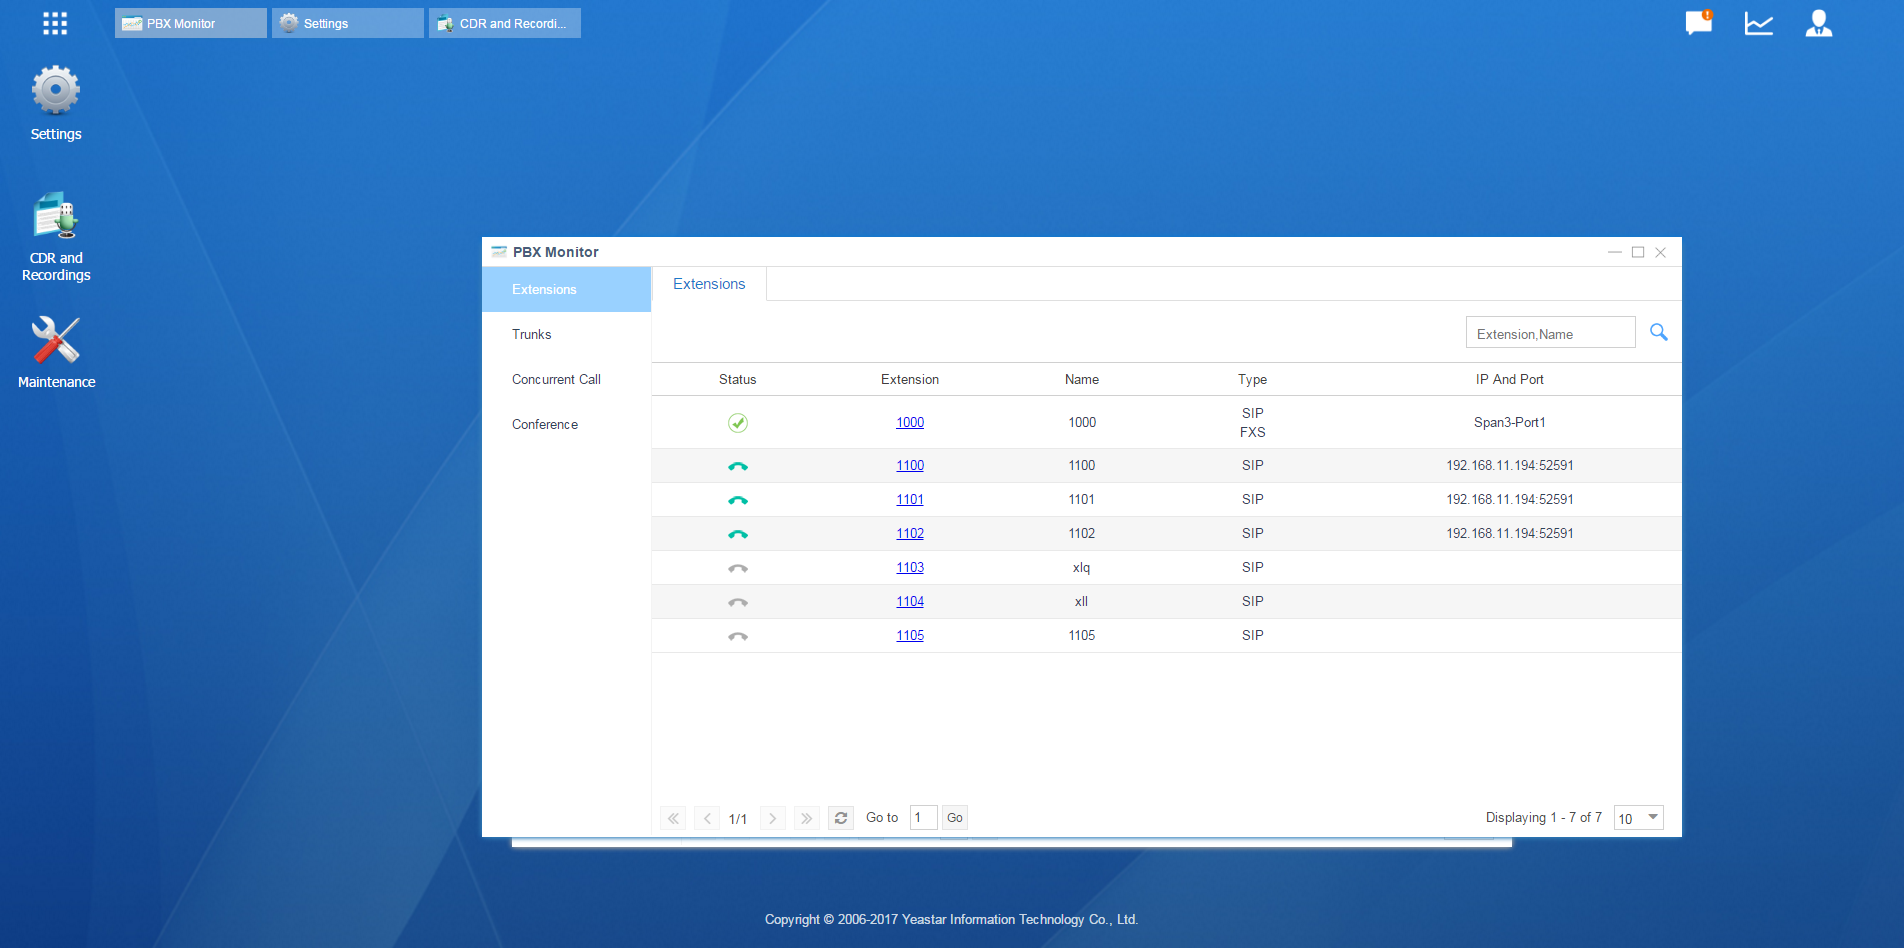 PBX Monitor
Settings
CDR and Recordi...
!
Settings
CDR and
Recordings
Maintenance
PBX Monitor
Extensions
Trunks
Concurrent Call
Conference
Extensions
Extension,Name
Status Extension Name Type IP And Port
1000 1000 SIP FXS Span3-Port1
1100 1100 SIP 192.168.11.194:52591
1101 1101 SIP 192.168.11.194:52591
1102 1102 SIP 192.168.11.194:52591
1103 xlq SIP
1104 xll SIP
1105 1105 SIP
1/1 Go to 1 Go Displaying 1 - 7 of 7 10
Copyright © 2006-2017 Yeastar Information Technology Co., Ltd.